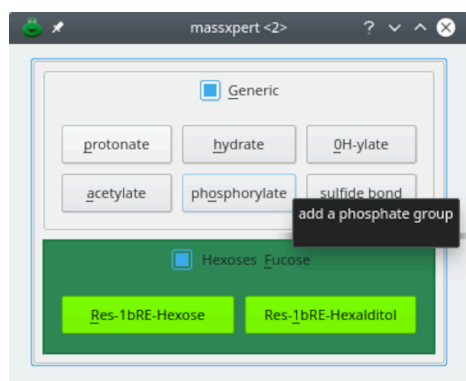 massxpert <2>
Generic
protonate
hydrate
0H-ylate
acetylate
phosphorylate
sulfide bond
add a phosphate group
Hexoses Fucose
Res-1bRE-Hexose
Res-1bRE-Hexalditol